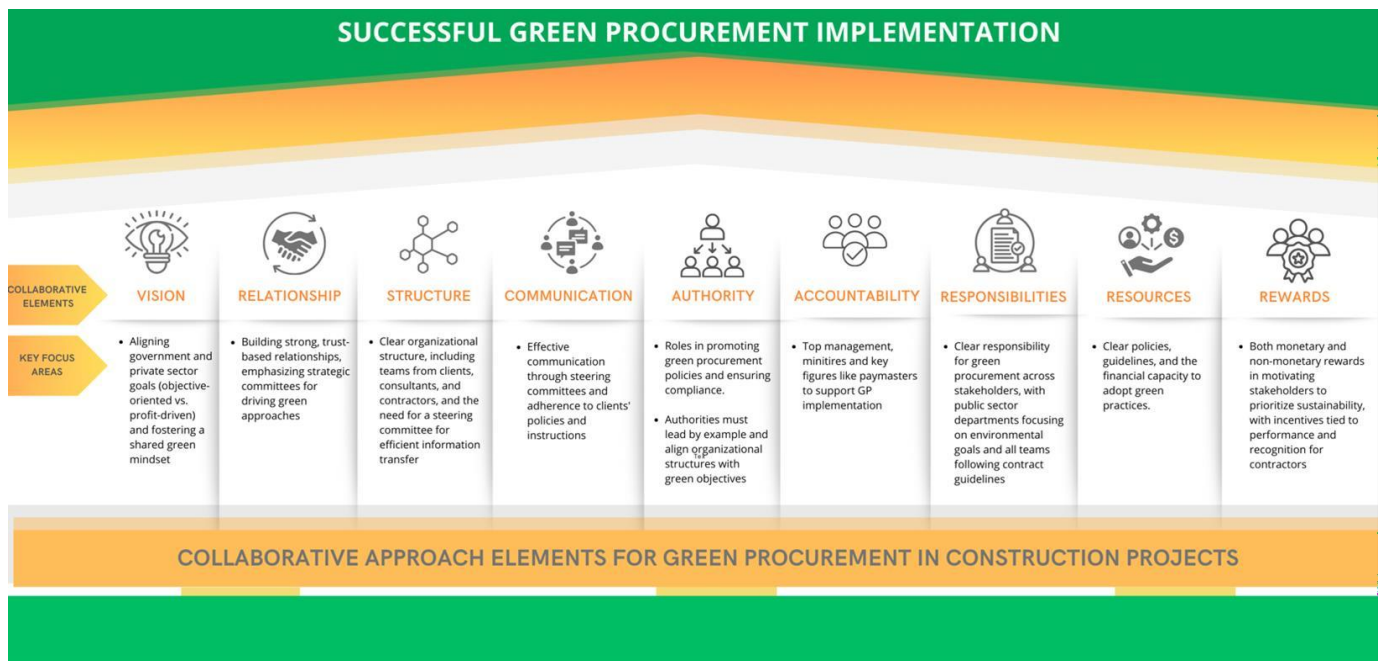 SUCCESSFUL GREEN PROCUREMENT IMPLEMENTATION
COLLABORATIVE
ELEMENTS
VISION
RELATIONSHIP
STRUCTURE
COMMUNICATION
AUTHORITY
ACCOUNTABILITY
RESPONSIBILITIES
RESOURCES
REWARDS
KEY FOCUS
AREAS
• Aligning
government and
private sector
goals (objective-
oriented vs.
profit-driven)
and fostering a
shared green
mindset
• Building strong, trust-
based relationships,
emphasizing strategic
committees for
driving green
approaches
• Clear organizational
structure, including
teams from clients,
consultants, and
contractors, and the
need for a steering
committee for
efficient information
transfer
• Effective
communication
through steering
committees and
adherence to clients'
policies and
instructions
• Roles in promoting
green procurement
policies and ensuring
compliance.
• Authorities must
lead by example and
align organizational
structures with
green objectives
• Top management,
minitires and key
figures like paymasters
to support GP
implementation
• Clear responsibility
for green
procurement across
stakeholders, with
public sector
departments focusing
on environmental
goals and all teams
following contract
guidelines
• Clear policies,
guidelines, and the
financial capacity to
adopt green
practices.
• Both monetary and
non-monetary rewards
in motivating
stakeholders to
prioritize sustainability,
with incentives tied to
performance and
recognition for
contractors
COLLABORATIVE APPROACH ELEMENTS FOR GREEN PROCUREMENT IN CONSTRUCTION PROJECTS